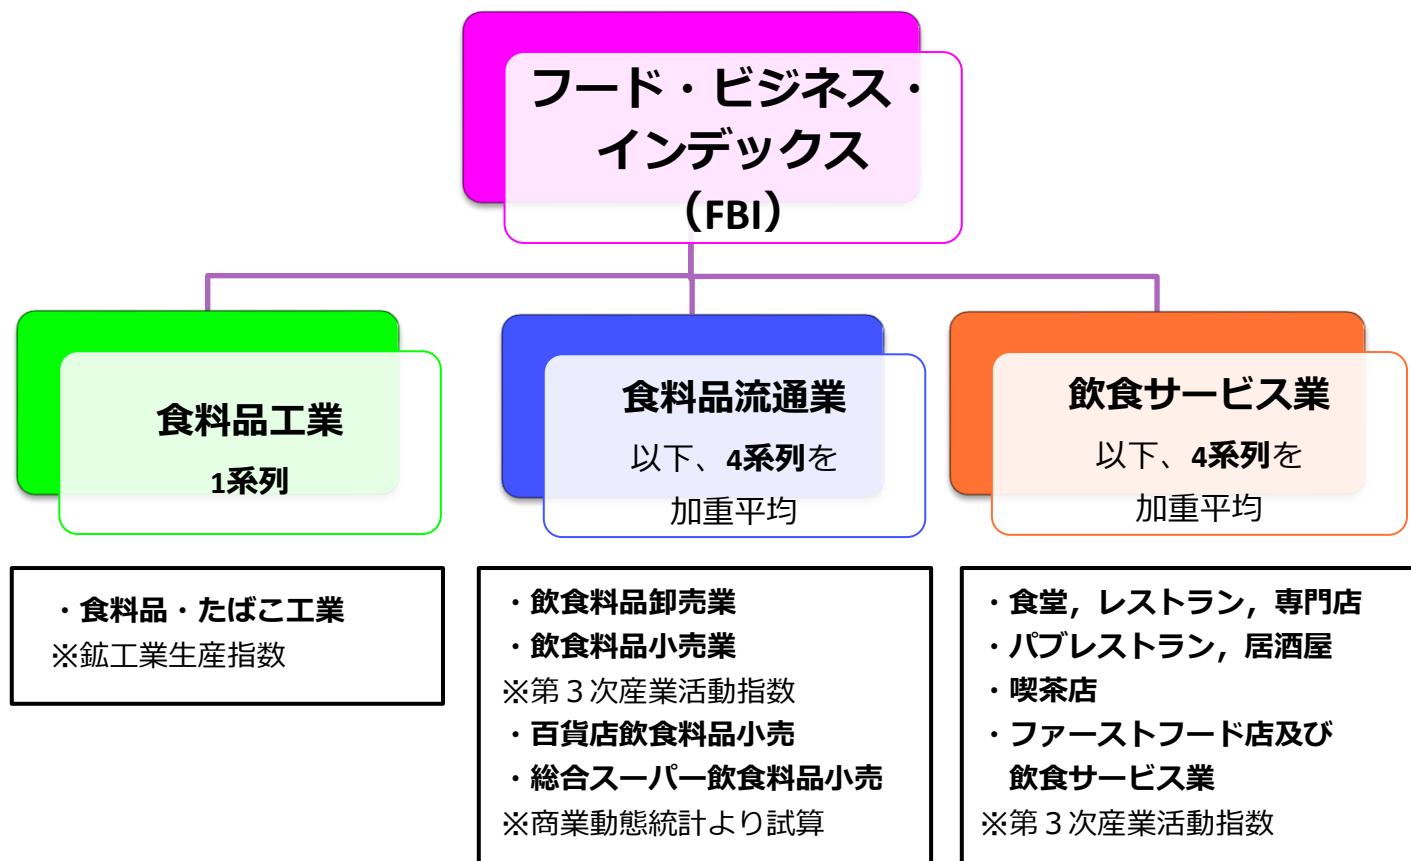 フード・ビジネス・
インデックス
（FBI）
食料品工業
1系列
食料品流通業
以下、4系列を
加重平均
飲食サービス業
以下、4系列を
加重平均
・食料品・たばこ工業
※鉱工業生産指数
・飲食料品卸売業
・飲食料品小売業
※第３次産業活動指数
・百貨店飲食料品小売
・総合スーパー飲食料品小売
※商業動態統計より試算
・食堂，レストラン，専門店
・パブレストラン，居酒屋
・喫茶店
・ファーストフード店及び
飲食サービス業
※第３次産業活動指数